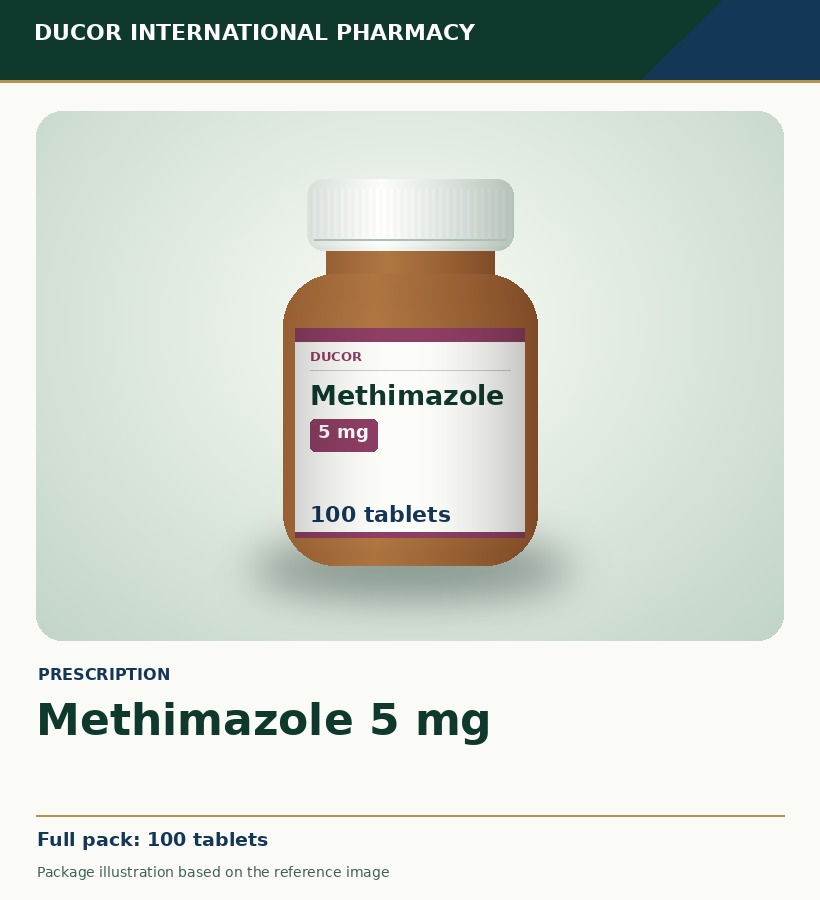 DUCOR INTERNATIONAL PHARMACY
DUCOR
Methimazole
5 mg
100 tablets
PRESCRIPTION
Methimazole 5 mg
Full pack: 100 tablets
Package illustration based on the reference image